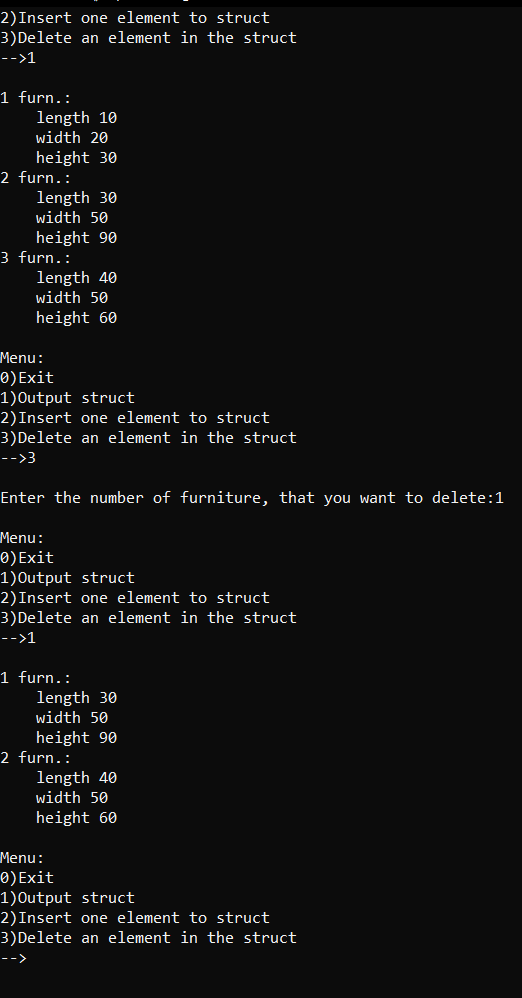 2)Insert one element to struct
3)Delete an element in the struct
-->1
1 furn.:
length 10
width 20
height 30
2 furn.:
length 30
width 50
height 90
3 furn.:
length 40
width 50
height 60
Menu:
0)Exit
1)Output struct
2)Insert one element to struct
3)Delete an element in the struct
-->3
Enter the number of furniture, that you want to delete:1
Menu:
0)Exit
1)Output struct
2)Insert one element to struct
3)Delete an element in the struct
-->1
1 furn.:
length 30
width 50
height 90
2 furn.:
length 40
width 50
height 60
Menu:
0)Exit
1)Output struct
2)Insert one element to struct
3)Delete an element in the struct
-->